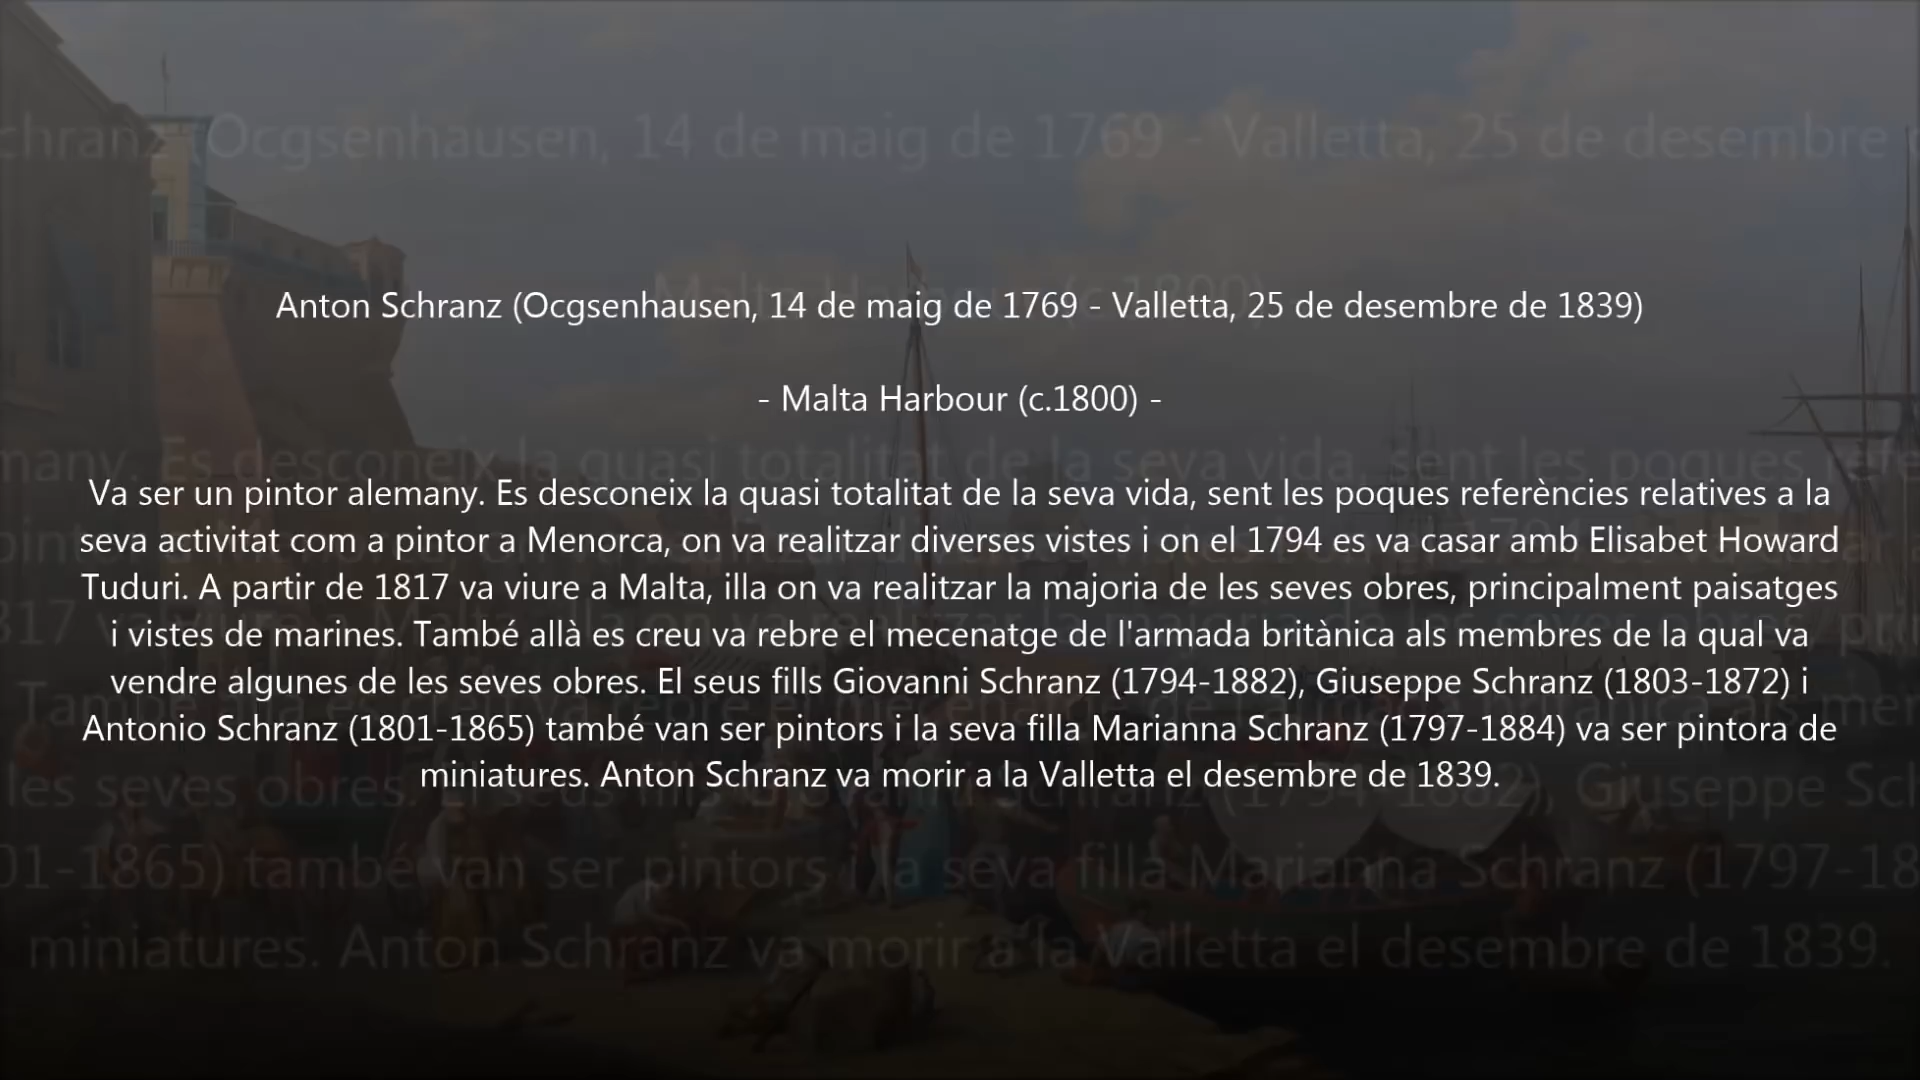 Anton Schranz (Ocgsenhausen, 14 de maig de 1769 - Valletta, 25 de desembre de 1839)
- Malta Harbour (c.1800) -
Va ser un pintor alemany. Es desconeix la quasi totalitat de la seva vida, sent les poques referències relatives a la
seva activitat com a pintor a Menorca, on va realitzar diverses vistes i on el 1794 es va casar amb Elisabet Howard
Tuduri. A partir de 1817 va viure a Malta, illa on va realitzar la majoria de les seves obres, principalment paisatges
i vistes de marines. També allà es creu va rebre el mecenatge de l'armada britànica als membres de la qual va
vendre algunes de les seves obres. El seus fills Giovanni Schranz (1794-1882), Giuseppe Schranz (1803-1872) i
Antonio Schranz (1801-1865) també van ser pintors i la seva filla Marianna Schranz (1797-1884) va ser pintora de
miniatures. Anton Schranz va morir a la Valletta el desembre de 1839.